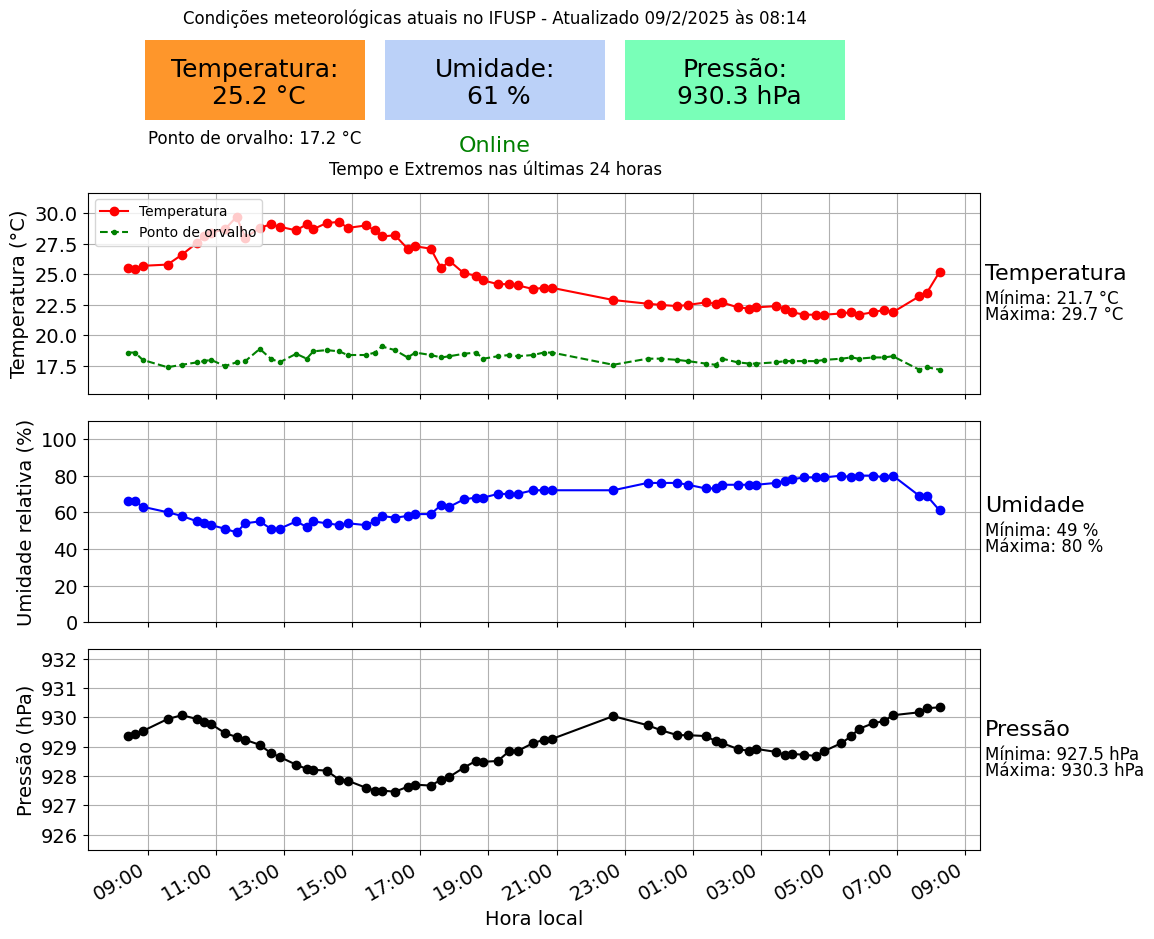 Condições meteorológicas atuais no IFUSP - Atualizado 09/2/2025 às 08:14
Temperatura:
25.2 °C
Umidade:
61 %
Pressão:
930.3 hPa
Ponto de orvalho: 17.2 °C
Online
Tempo e Extremos nas últimas 24 horas
Temperatura (°C)
30.0
27.5
25.0
22.5
20.0
17.5
Temperatura
Ponto de orvalho
Temperatura
Mínima: 21.7 °C
Máxima: 29.7 °C
Umidade relativa (%)
100
80
60
40
20
0
Umidade
Mínima: 49 %
Máxima: 80 %
Pressão (hPa)
932
931
930
929
928
927
926
Pressão
Mínima: 927.5 hPa
Máxima: 930.3 hPa
09:00 11:00 13:00 15:00 17:00 19:00 21:00 23:00 01:00 03:00 05:00 07:00 09:00
Hora local